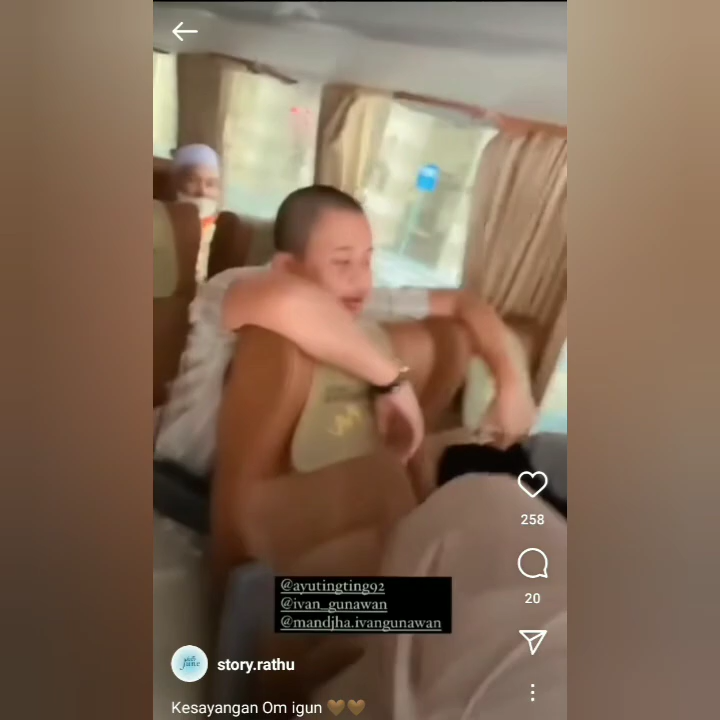 258
20
@ayutingting92
@ivan_gunawan
@mandjha.ivangunawan
story.rathu
Kesayangan Om igun 🤎🤎